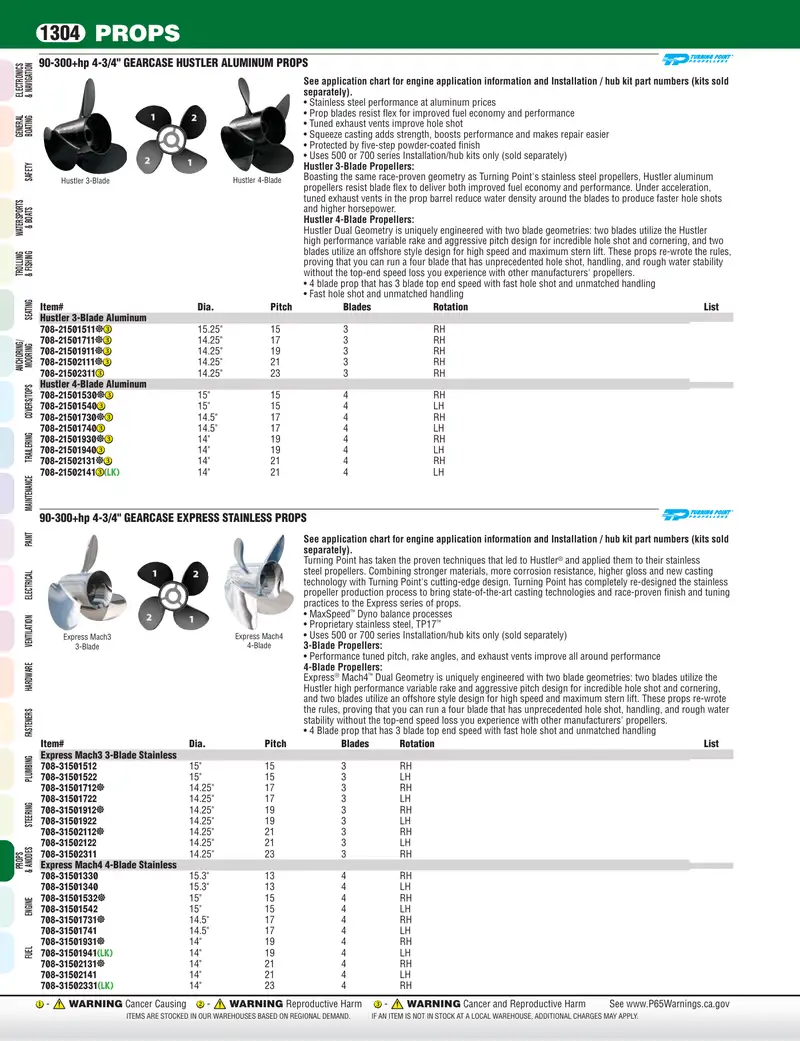 1304 PROPS
90-300+hp 4-3/4" GEARCASE HUSTLER ALUMINUM PROPS
TURNING POINT
PROPELLERS
See application chart for engine application information and Installation / hub kit part numbers (kits sold
separately).
• Stainless steel performance at aluminum prices
• Prop blades resist flex for improved fuel economy and performance
• Tuned exhaust vents improve hole shot
• Squeeze casting adds strength, boosts performance and makes repair easier
• Protected by five-step powder-coated finish
• Uses 500 or 700 series Installation/hub kits only (sold separately)
Hustler 3-Blade Propellers:
Boasting the same race-proven geometry as Turning Point's stainless steel propellers, Hustler aluminum
propellers resist blade flex to deliver both improved fuel economy and performance. Under acceleration,
tuned exhaust vents in the prop barrel reduce water density around the blades to produce faster hole shots
and higher horsepower.
Hustler 4-Blade Propellers:
Hustler Dual Geometry is uniquely engineered with two blade geometries: two blades utilize the Hustler
high performance variable rake and aggressive pitch design for incredible hole shot and cornering, and two
blades utilize an offshore style design for high speed and maximum stern lift. These props re-wrote the rules,
proving that you can run a four blade that has unprecedented hole shot, handling, and rough water stability
without the top-end speed loss you experience with other manufacturers' propellers.
• 4 blade prop that has 3 blade top end speed with fast hole shot and unmatched handling
• Fast hole shot and unmatched handling
1 2
2 1
Hustler 3-Blade
Hustler 4-Blade
Item# Dia. Pitch Blades Rotation List
Hustler 3-Blade Aluminum
708-21501511 3 15.25" 15 3 RH
708-21501711 3 14.25" 17 3 RH
708-21501911 3 14.25" 19 3 RH
708-21502111 3 14.25" 21 3 RH
708-21502311 3 14.25" 23 3 RH
Hustler 4-Blade Aluminum
708-21501530 3 15" 15 4 RH
708-21501540 3 15" 15 4 LH
708-21501730 3 14.5" 17 4 RH
708-21501740 3 14.5" 17 4 LH
708-21501930 3 14" 19 4 RH
708-21501940 3 14" 19 4 LH
708-21502131 3 14" 21 4 RH
708-21502141 3 (LK) 14" 21 4 LH
90-300+hp 4-3/4" GEARCASE EXPRESS STAINLESS PROPS
TURNING POINT
PROPELLERS
See application chart for engine application information and Installation / hub kit part numbers (kits sold
separately).
Turning Point has taken the proven techniques that led to Hustler® and applied them to their stainless
steel propellers. Combining stronger materials, more corrosion resistance, higher gloss and new casting
technology with Turning Point's cutting-edge design. Turning Point has completely re-designed the stainless
propeller production process to bring state-of-the-art casting technologies and race-proven finish and tuning
practices to the Express series of props.
• MaxSpeed™ Dyno balance processes
• Proprietary stainless steel, TP17™
• Uses 500 or 700 series Installation/hub kits only (sold separately)
3-Blade Propellers:
• Performance tuned pitch, rake angles, and exhaust vents improve all around performance
4-Blade Propellers:
Express® Mach4™ Dual Geometry is uniquely engineered with two blade geometries: two blades utilize the
Hustler high performance variable rake and aggressive pitch design for incredible hole shot and cornering,
and two blades utilize an offshore style design for high speed and maximum stern lift. These props re-wrote
the rules, proving that you can run a four blade that has unprecedented hole shot, handling, and rough water
stability without the top-end speed loss you experience with other manufacturers' propellers.
• 4 Blade prop that has 3 blade top end speed with fast hole shot and unmatched handling
1 2
2 1
Express Mach3
3-Blade
Express Mach4
4-Blade
Item# Dia. Pitch Blades Rotation List
Express Mach3 3-Blade Stainless
708-31501512 15" 15 3 RH
708-31501522 15" 15 3 LH
708-31501712 14.25" 17 3 RH
708-31501722 14.25" 17 3 LH
708-31501912 14.25" 19 3 RH
708-31501922 14.25" 19 3 LH
708-31502112 14.25" 21 3 RH
708-31502122 14.25" 21 3 LH
708-31502311 14.25" 23 3 RH
Express Mach4 4-Blade Stainless
708-31501330 15.3" 13 4 RH
708-31501340 15.3" 13 4 LH
708-31501532 15" 15 4 RH
708-31501542 15" 15 4 LH
708-31501731 14.5" 17 4 RH
708-31501741 14.5" 17 4 LH
708-31501931 14" 19 4 RH
708-31501941(LK) 14" 19 4 LH
708-31502131 14" 21 4 RH
708-31502141 14" 21 4 LH
708-31502331(LK) 14" 23 4 RH
ELECTRONICS
& NAVIGATION
GENERAL
BOATING
SAFETY
WATERSPORTS
& BOATS
TROLLING
& FISHING
SEATING
ANCHORING/
MOORING
COVERS/TOPS
TRAILERING
MAINTENANCE
PAINT
ELECTRICAL
VENTILATION
HARDWARE
FASTENERS
PLUMBING
STEERING
PROPS
& ANODES
ENGINE
FUEL
1 - WARNING Cancer Causing 2 - WARNING Reproductive Harm 3 - WARNING Cancer and Reproductive Harm See www.P65Warnings.ca.gov
ITEMS ARE STOCKED IN OUR WAREHOUSES BASED ON REGIONAL DEMAND. IF AN ITEM IS NOT IN STOCK AT A LOCAL WAREHOUSE, ADDITIONAL CHARGES MAY APPLY.